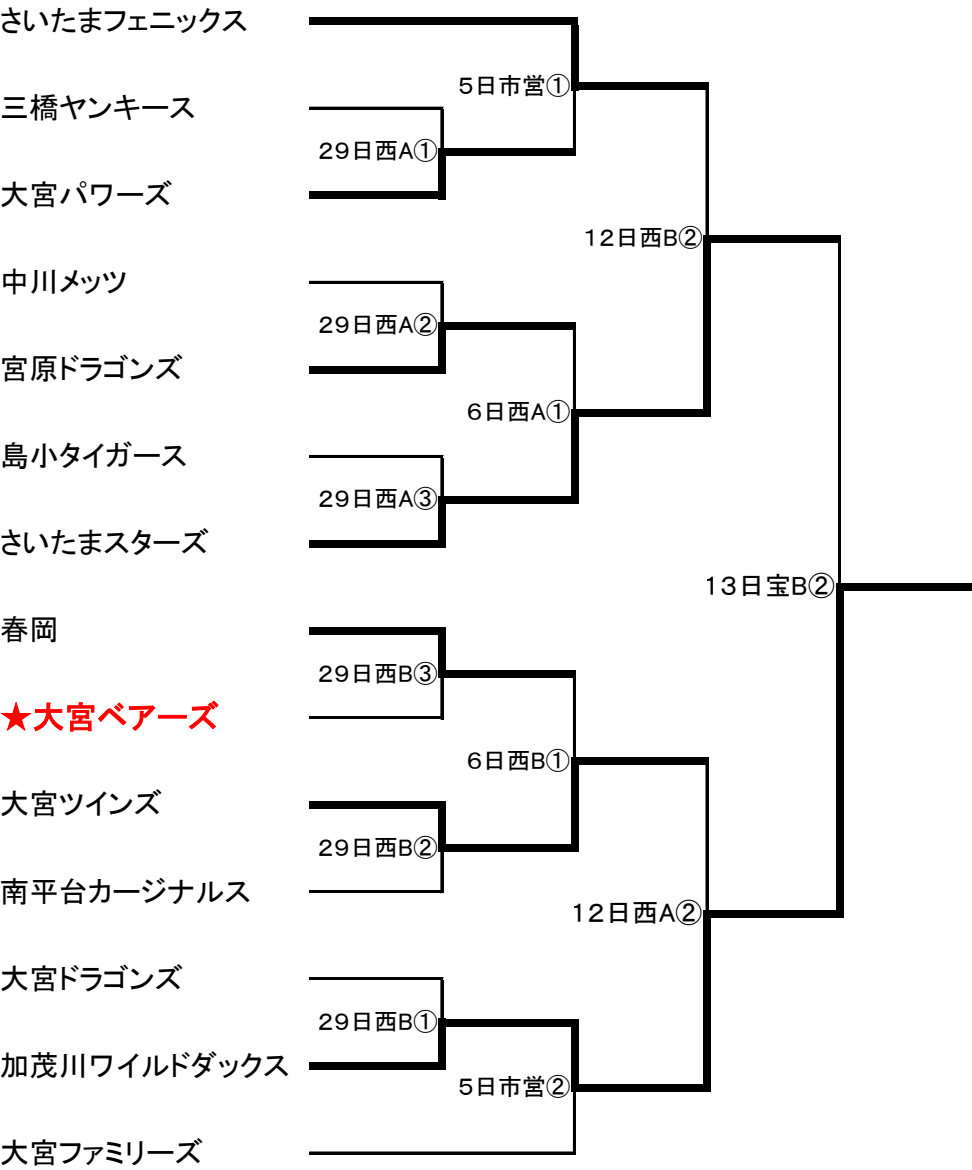 さいたまフェニックス
5日市営①
三橋ヤンキース
29日西A①
大宮パワーズ
12日西B②
中川メッツ
29日西A②
宮原ドラゴンズ
6日西A①
島小タイガース
29日西A③
さいたまスターズ
13日宝B②
春岡
29日西B③
★大宮ベアーズ
6日西B①
大宮ツインズ
29日西B②
南平台カージナルス
12日西A②
大宮ドラゴンズ
29日西B①
加茂川ワイルドダックス
5日市営②
大宮ファミリーズ